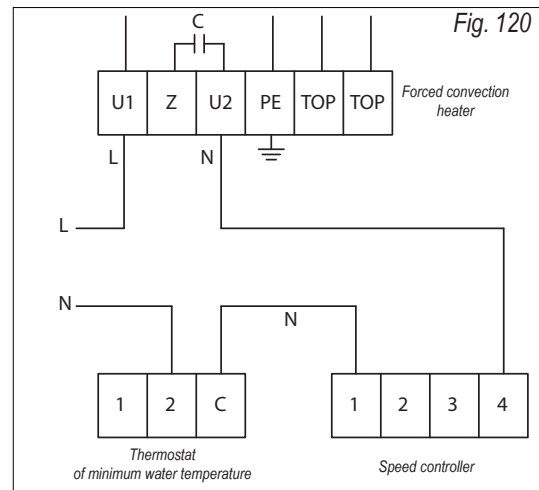 Fig. 120
C
U1 Z U2 PE TOP TOP
Forced convection
heater
L N
L
N
N
1 2 C
1 2 3 4
Thermostat
of minimum water temperature
Speed controller